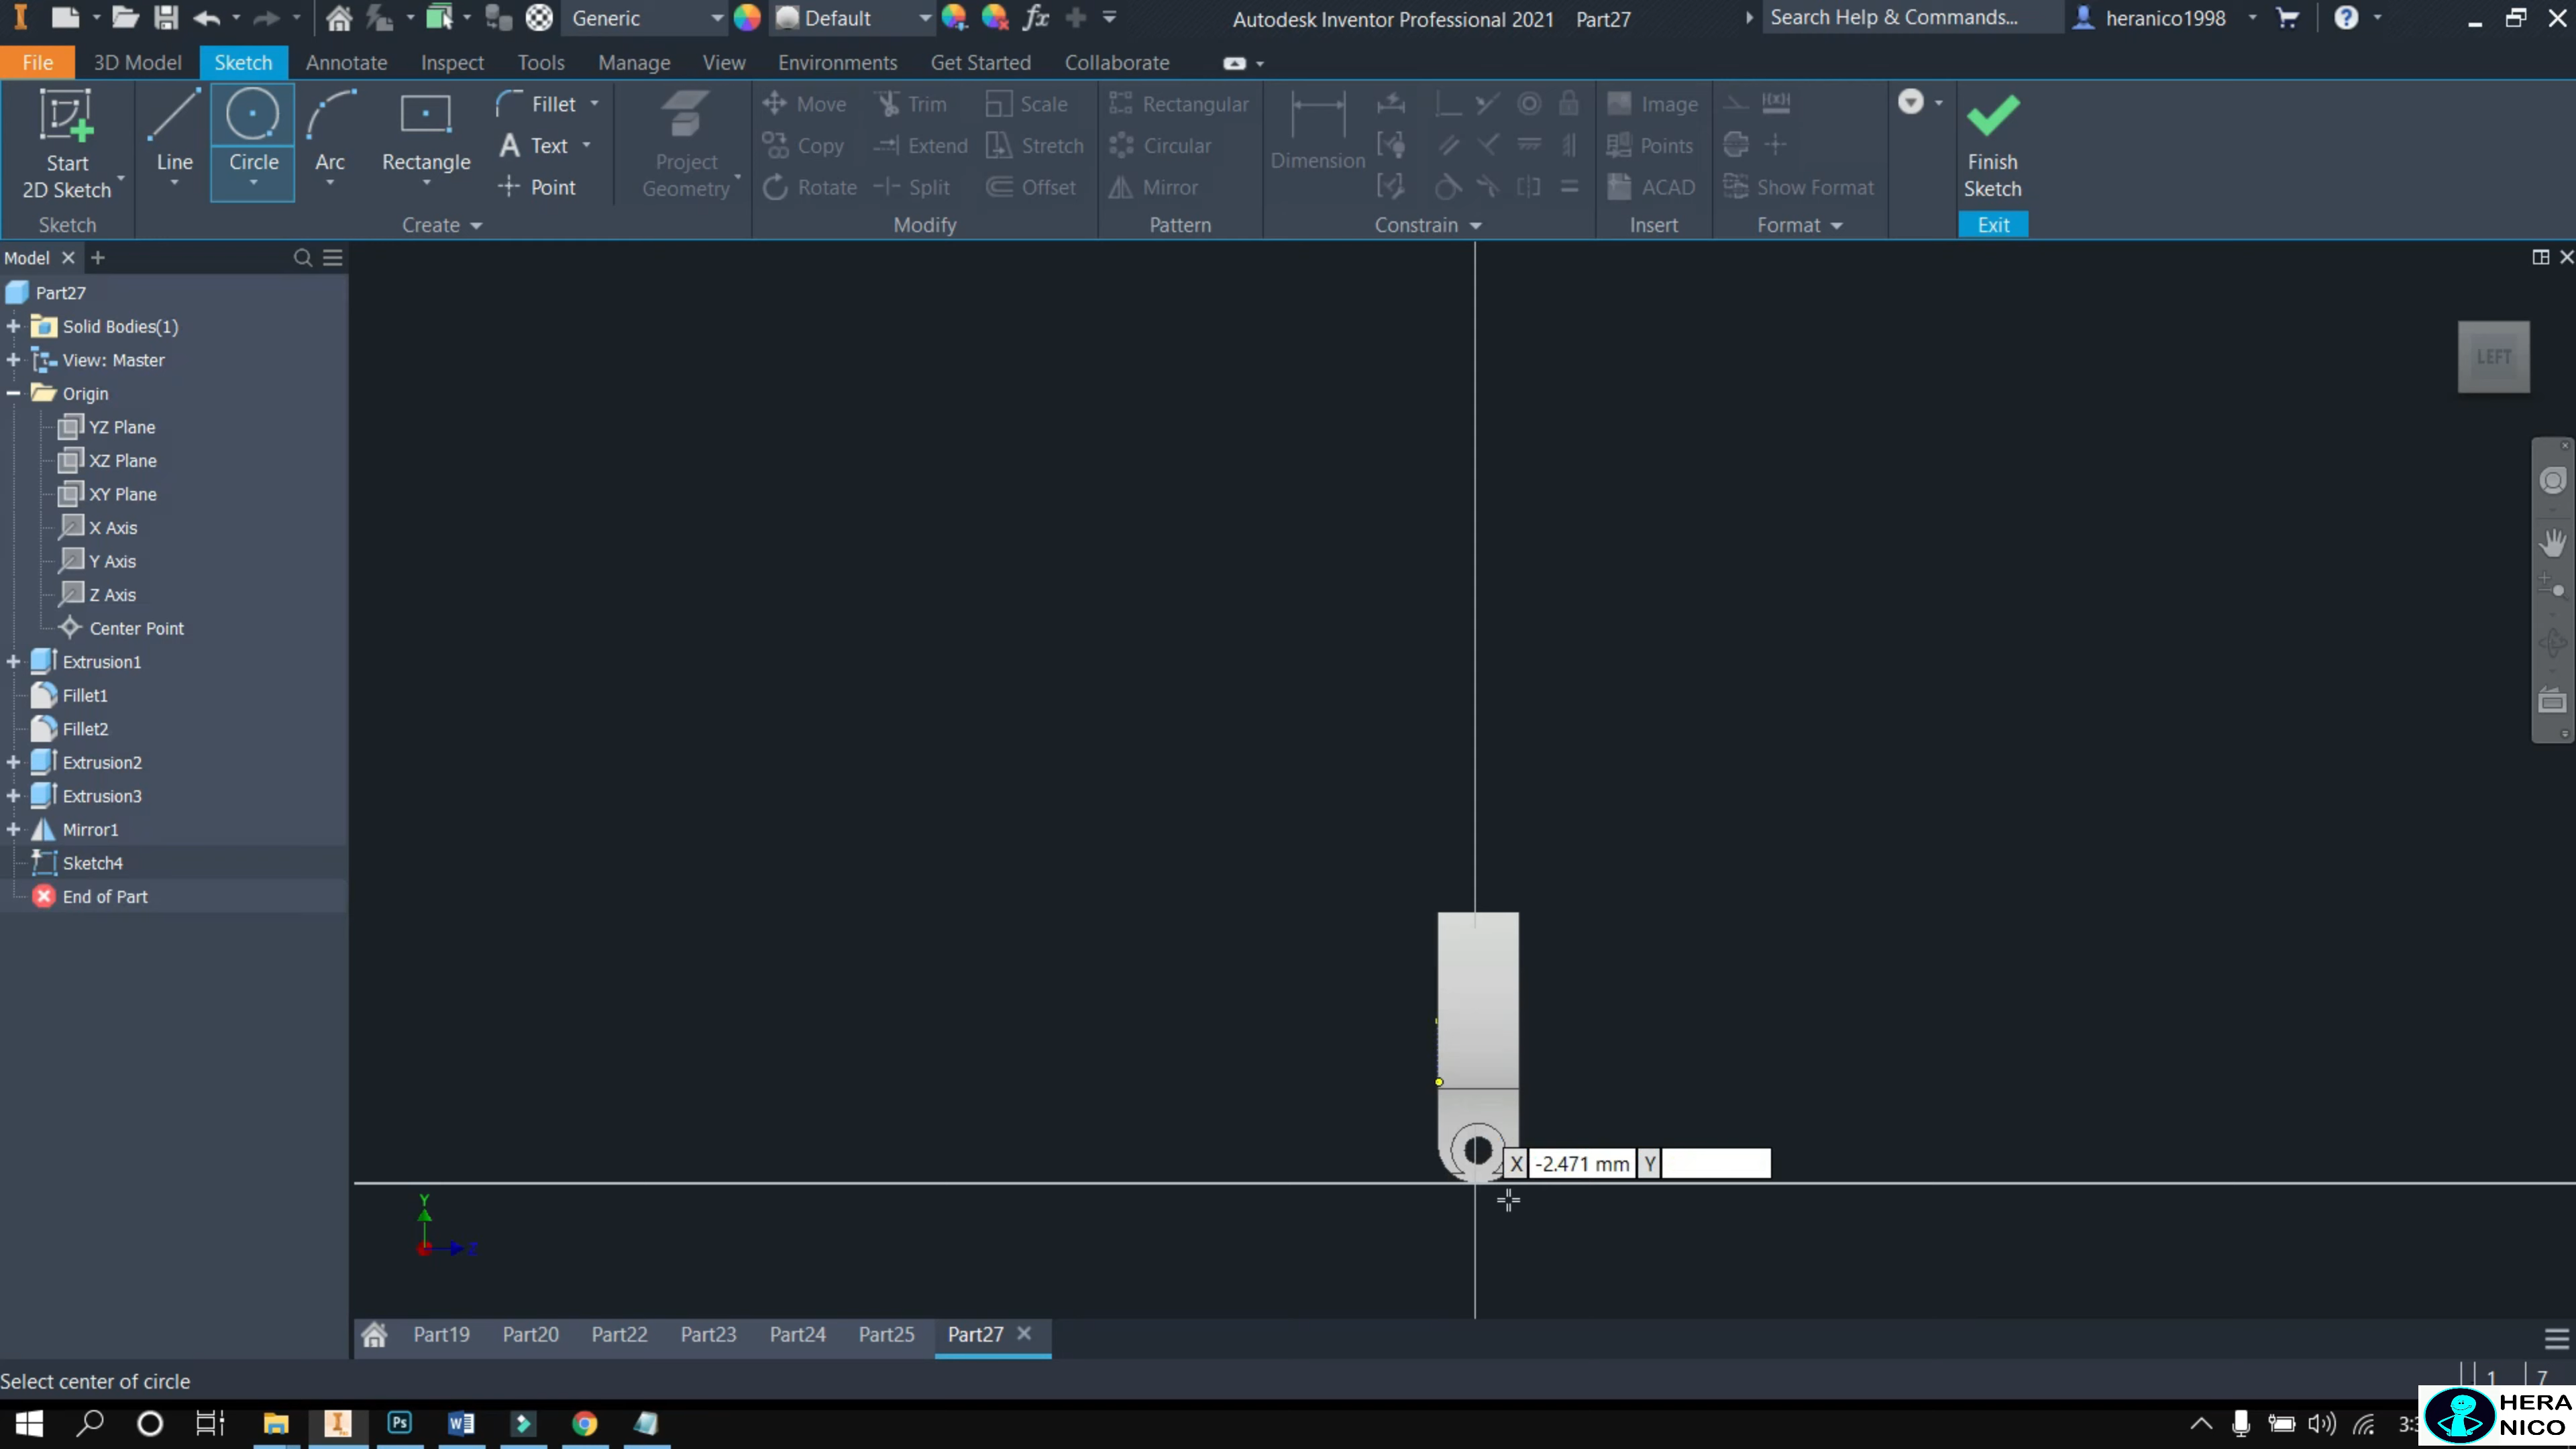 Generic
Default
fx
Autodesk Inventor Professional 2021 Part27
Search Help & Commands...
heranico1998
File
3D Model
Sketch
Annotate
Inspect
Tools
Manage
View
Environments
Get Started
Collaborate
Start
2D Sketch
Line
Circle
Arc
Rectangle
Fillet
Text
Point
Project
Geometry
Move
Copy
Rotate
Trim
Extend
Split
Scale
Stretch
Offset
Rectangular
Circular
Mirror
Dimension
Image
Points
ACAD
Show Format
Finish
Sketch
Sketch
Create
Modify
Pattern
Constrain
Insert
Format
Exit
Model
Part27
Solid Bodies(1)
View: Master
Origin
YZ Plane
XZ Plane
XY Plane
X Axis
Y Axis
Z Axis
Center Point
Extrusion1
Fillet1
Fillet2
Extrusion2
Extrusion3
Mirror1
Sketch4
End of Part
LEFT
X -2.471 mm Y
Y
Z
Part19
Part20
Part22
Part23
Part24
Part25
Part27
Select center of circle
1
7
Ps
HERA
NICO